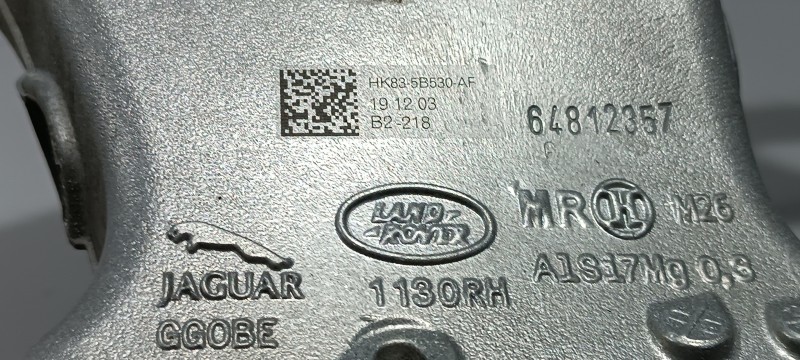 HK83-5B530-AF
19 12 03
B2-218
64812357
LAND ROVER
MR H M26
AlSi7Mg 0,3
JAGUAR
1130RH
GGOBE
S/S